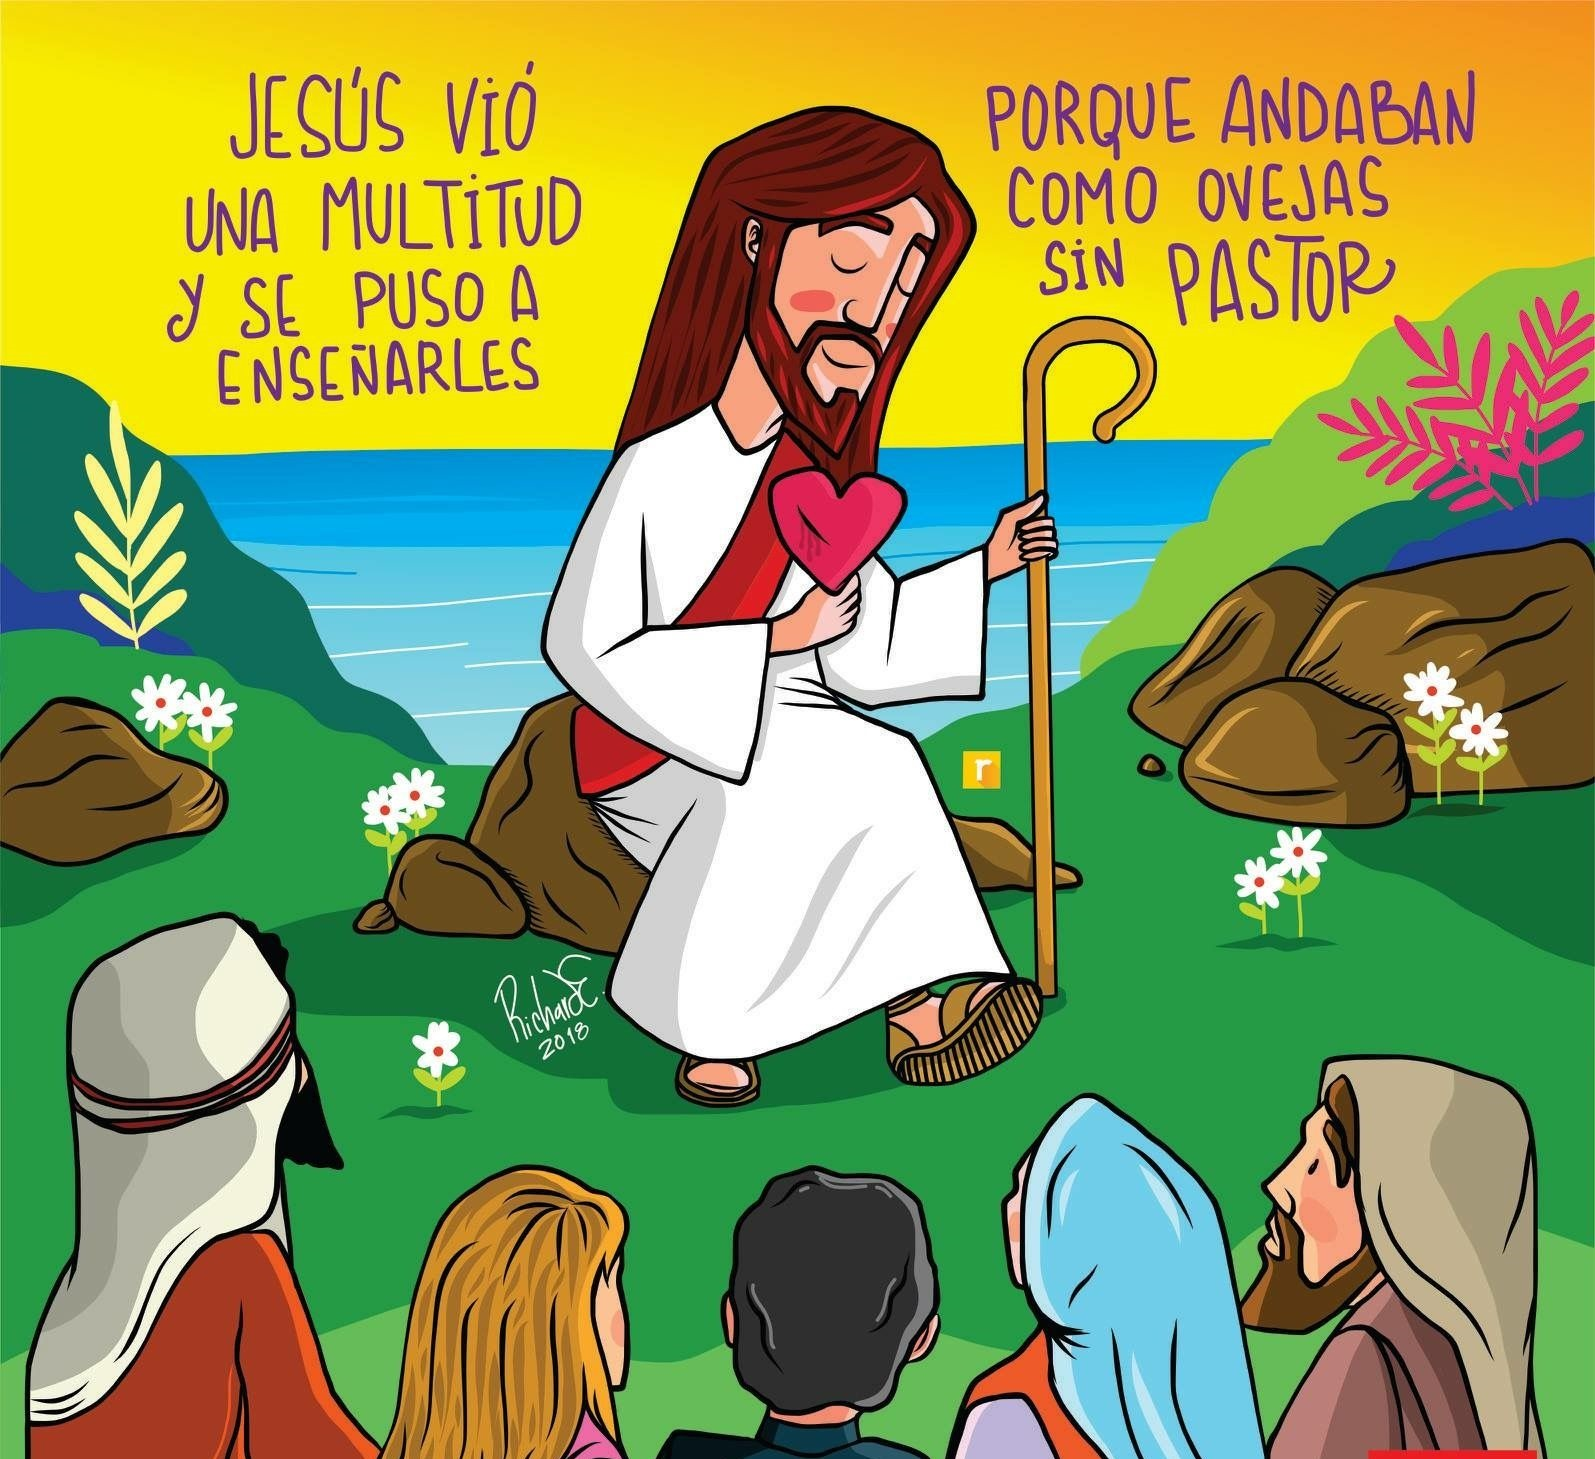 JESÚS VIÓ
UNA MULTITUD
Y SE PUSO A
ENSEÑARLES
PORQUE ANDABAN
COMO OVEJAS
SIN PASTOR
r
RichardE
2018